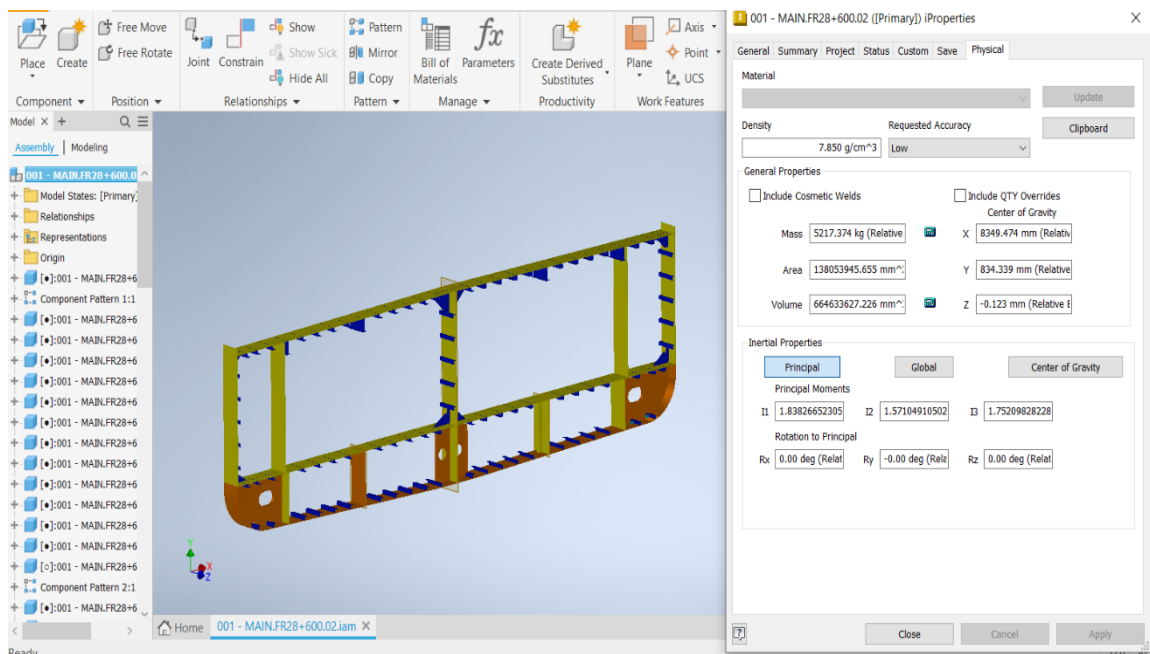 Place
Create
Free Move
Free Rotate
Component
Position
Joint
Constrain
Show
Show Sick
Hide All
Relationships
Pattern
Mirror
Copy
Pattern
Bill of
Materials
fx
Parameters
Manage
Create Derived
Substitutes
Productivity
Plane
Axis
Point
UCS
Work Features
Model × +
Assembly | Modeling
001 - MAIN.FR28+600.0
Model States: [Primary]
Relationships
Representations
Origin
[•]:001 - MAIN.FR28+6
Component Pattern 1:1
[•]:001 - MAIN.FR28+6
[•]:001 - MAIN.FR28+6
[•]:001 - MAIN.FR28+6
[•]:001 - MAIN.FR28+6
[•]:001 - MAIN.FR28+6
[•]:001 - MAIN.FR28+6
[•]:001 - MAIN.FR28+6
[•]:001 - MAIN.FR28+6
[•]:001 - MAIN.FR28+6
[•]:001 - MAIN.FR28+6
[•]:001 - MAIN.FR28+6
[•]:001 - MAIN.FR28+6
[○]:001 - MAIN.FR28+6
Component Pattern 2:1
[•]:001 - MAIN.FR28+6
Ready
Y
X
Z
Home
001 - MAIN.FR28+600.02.iam ×
001 - MAIN.FR28+600.02 ([Primary]) iProperties
General Summary Project Status Custom Save Physical
Material
Update
Density
Requested Accuracy
Clipboard
7.850 g/cm^3
Low
General Properties
Include Cosmetic Welds
Include QTY Overrides
Center of Gravity
Mass 5217.374 kg (Relative
X 8349.474 mm (Relativ
Area 138053945.655 mm^
Y 834.339 mm (Relative
Volume 664633627.226 mm^
Z -0.123 mm (Relative E
Inertial Properties
Principal
Global
Center of Gravity
Principal Moments
I1 1.83826652305
I2 1.57104910502
I3 1.75209828228
Rotation to Principal
Rx 0.00 deg (Relat
Ry -0.00 deg (Rela
Rz 0.00 deg (Relat
?
Close
Cancel
Apply